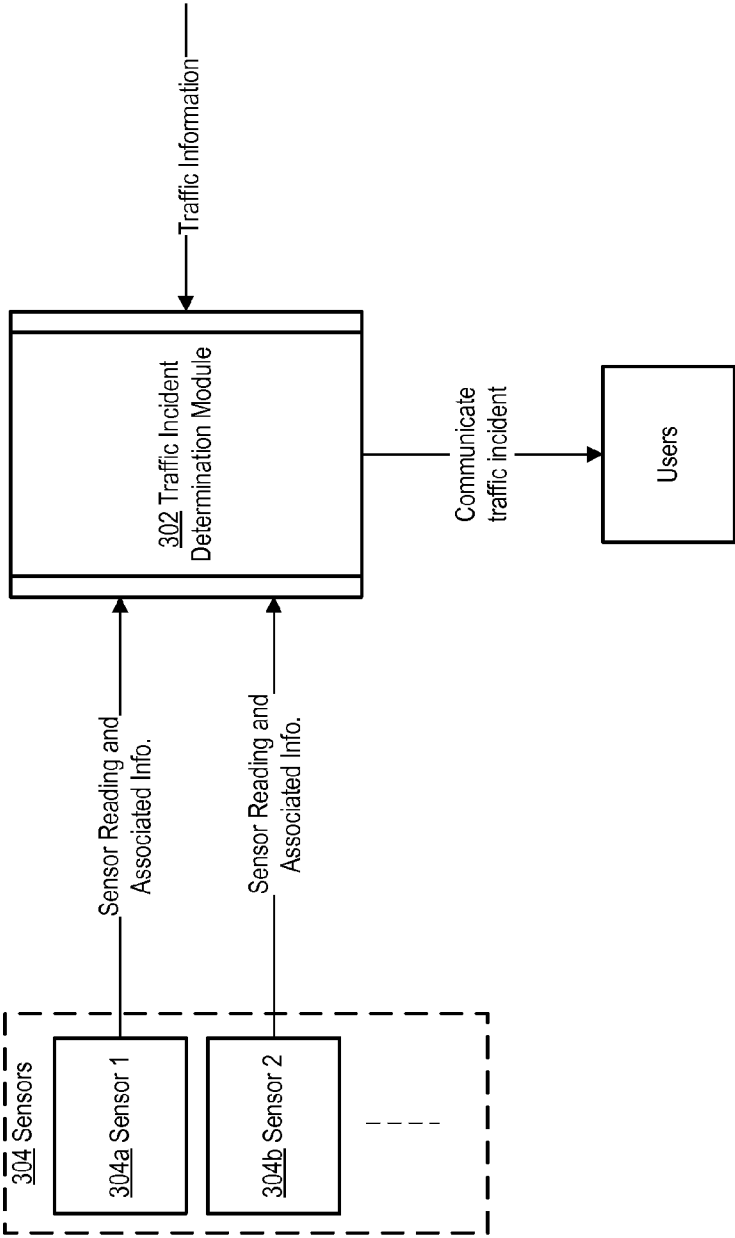 304 Sensors
304a Sensor 1
304b Sensor 2
Sensor Reading and
Associated Info.
Sensor Reading and
Associated Info.
302 Traffic Incident
Determination Module
Traffic Information
Communicate
traffic incident
Users